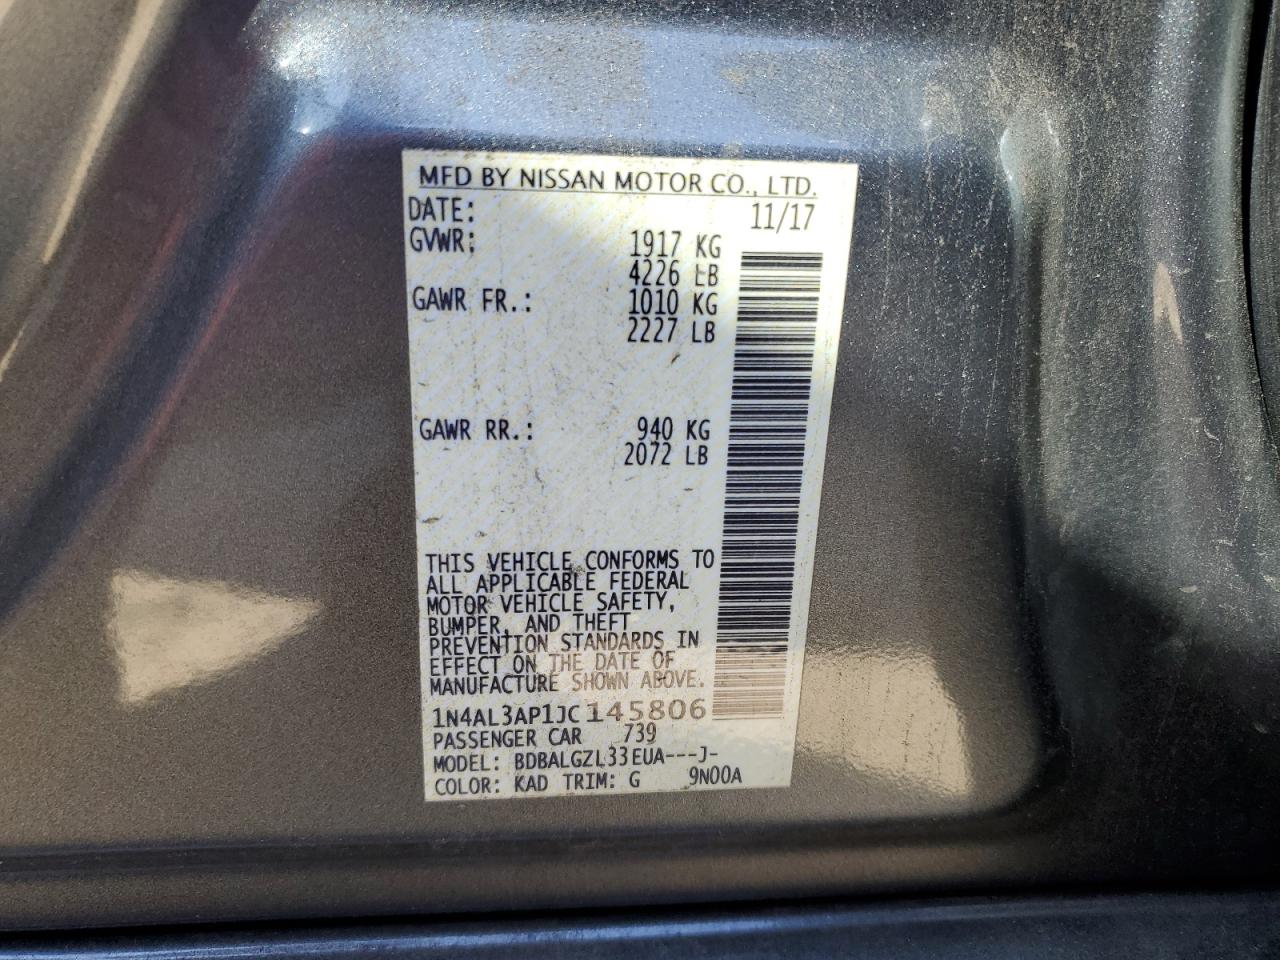 MFD BY NISSAN MOTOR CO., LTD.
DATE: 11/17
GVWR: 1917 KG
4226 LB
GAWR FR.: 1010 KG
2227 LB
GAWR RR.: 940 KG
2072 LB
THIS VEHICLE CONFORMS TO
ALL APPLICABLE FEDERAL
MOTOR VEHICLE SAFETY,
BUMPER, AND THEFT
PREVENTION STANDARDS IN
EFFECT ON THE DATE OF
MANUFACTURE SHOWN ABOVE.
1N4AL3AP1JC145806
PASSENGER CAR 739
MODEL: BDBALGZL33EUA---J-
COLOR: KAD TRIM: G 9N00A